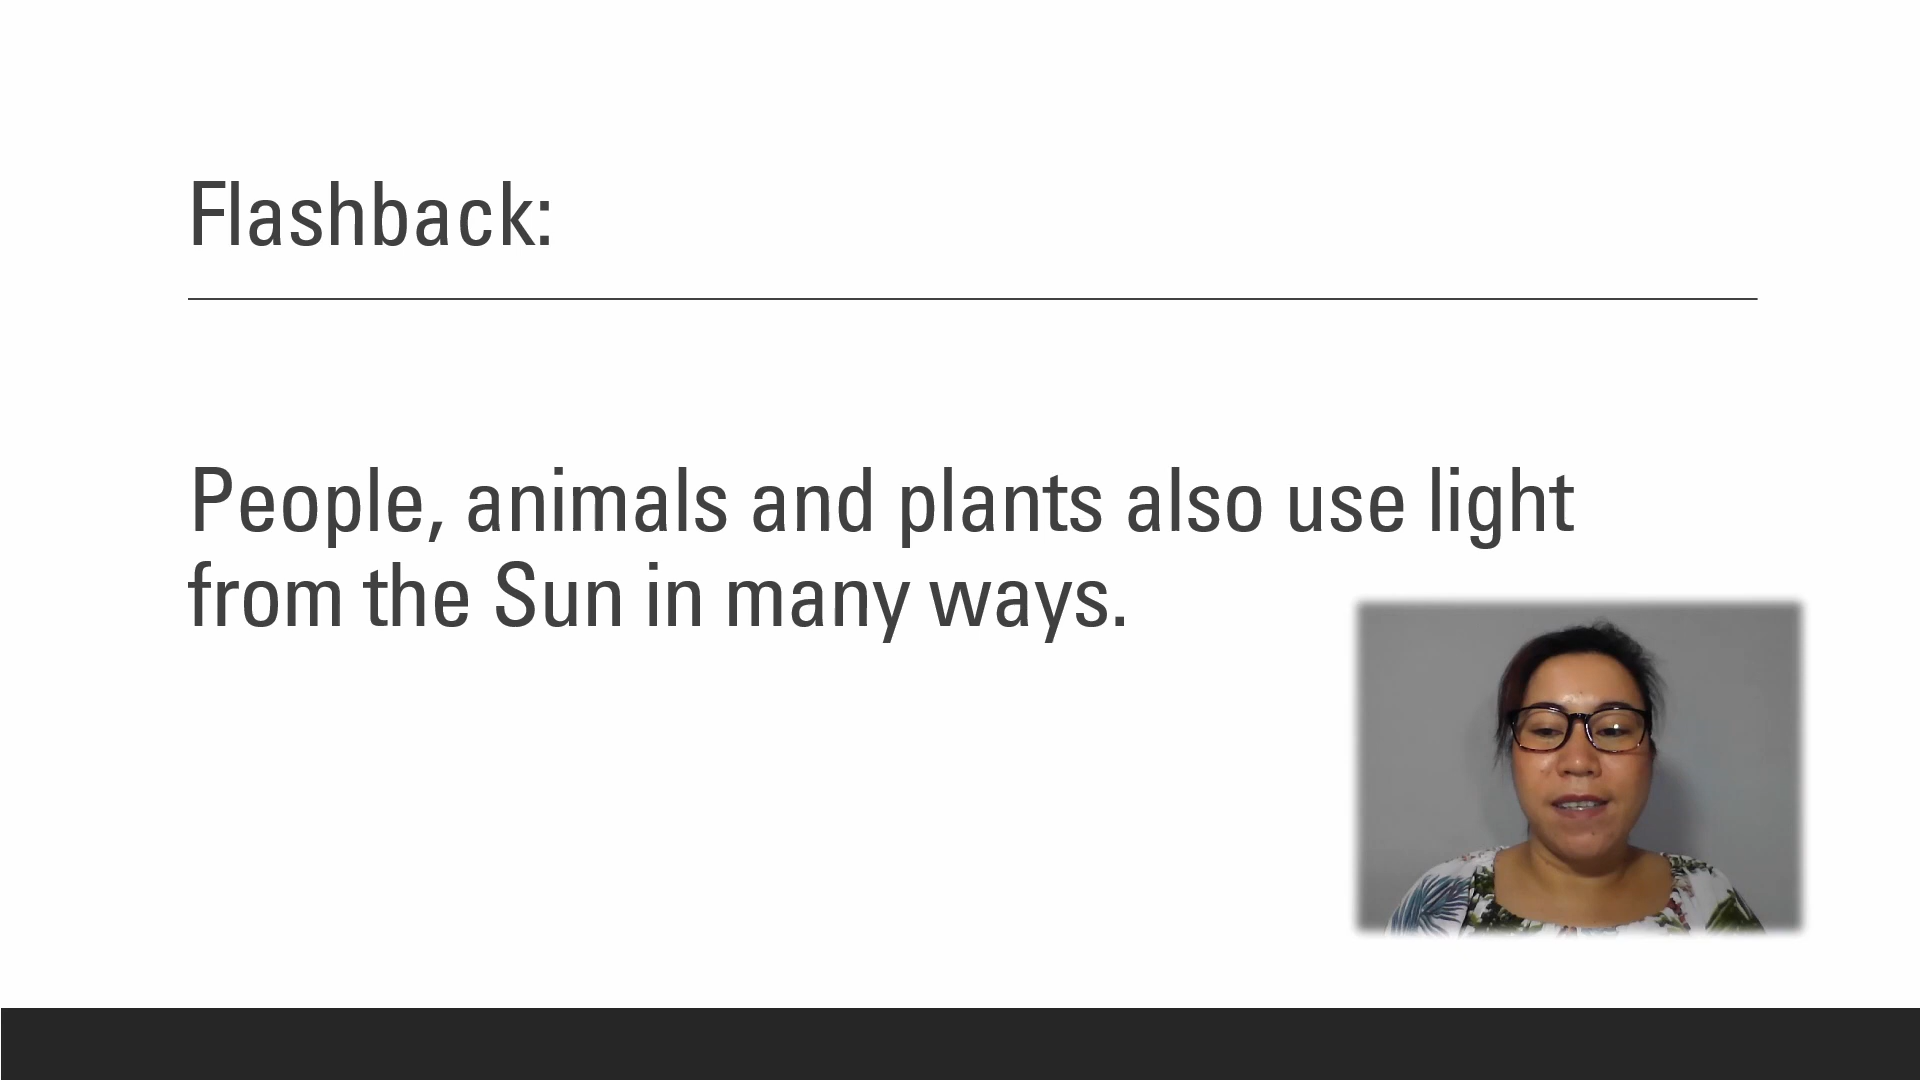 Flashback:
People, animals and plants also use light
from the Sun in many ways.